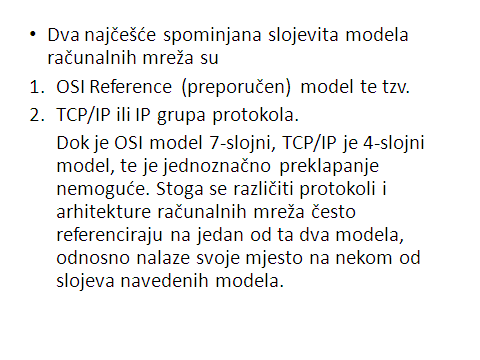 • Dva najčešće spominjana slojevita modela
računalnih mreža su
1. OSI Reference (preporučen) model te tzv.
2. TCP/IP ili IP grupa protokola.
Dok je OSI model 7-slojni, TCP/IP je 4-slojni
model, te je jednoznačno preklapanje
nemoguće. Stoga se različiti protokoli i
arhitekture računalnih mreža često
referenciraju na jedan od ta dva modela,
odnosno nalaze svoje mjesto na nekom od
slojeva navedenih modela.